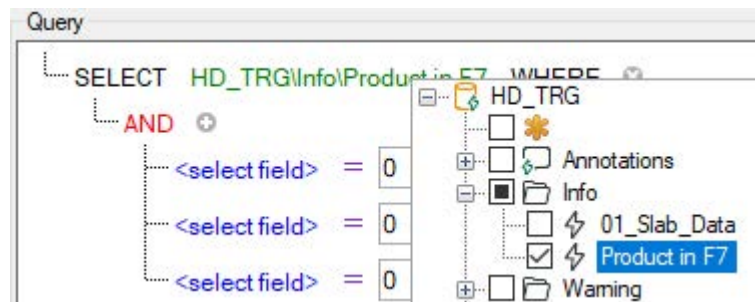 Query
SELECT HD_TRG\Info\Product in F7 WHERE
HD_TRG
AND
Annotations
<select field> = 0
Info
01_Slab_Data
<select field> = 0
Product in F7
<select field> = 0
Warning